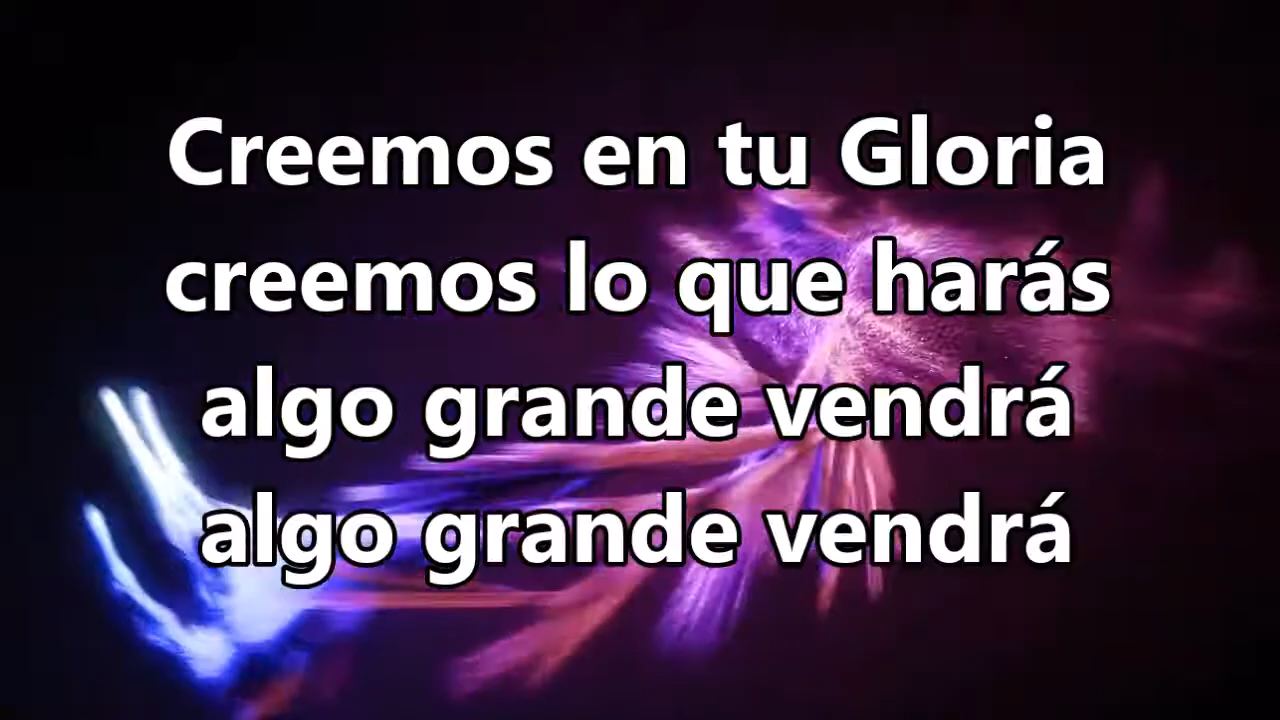 Creemos en tu Gloria
creemos lo que harás
algo grande vendrá
algo grande vendrá